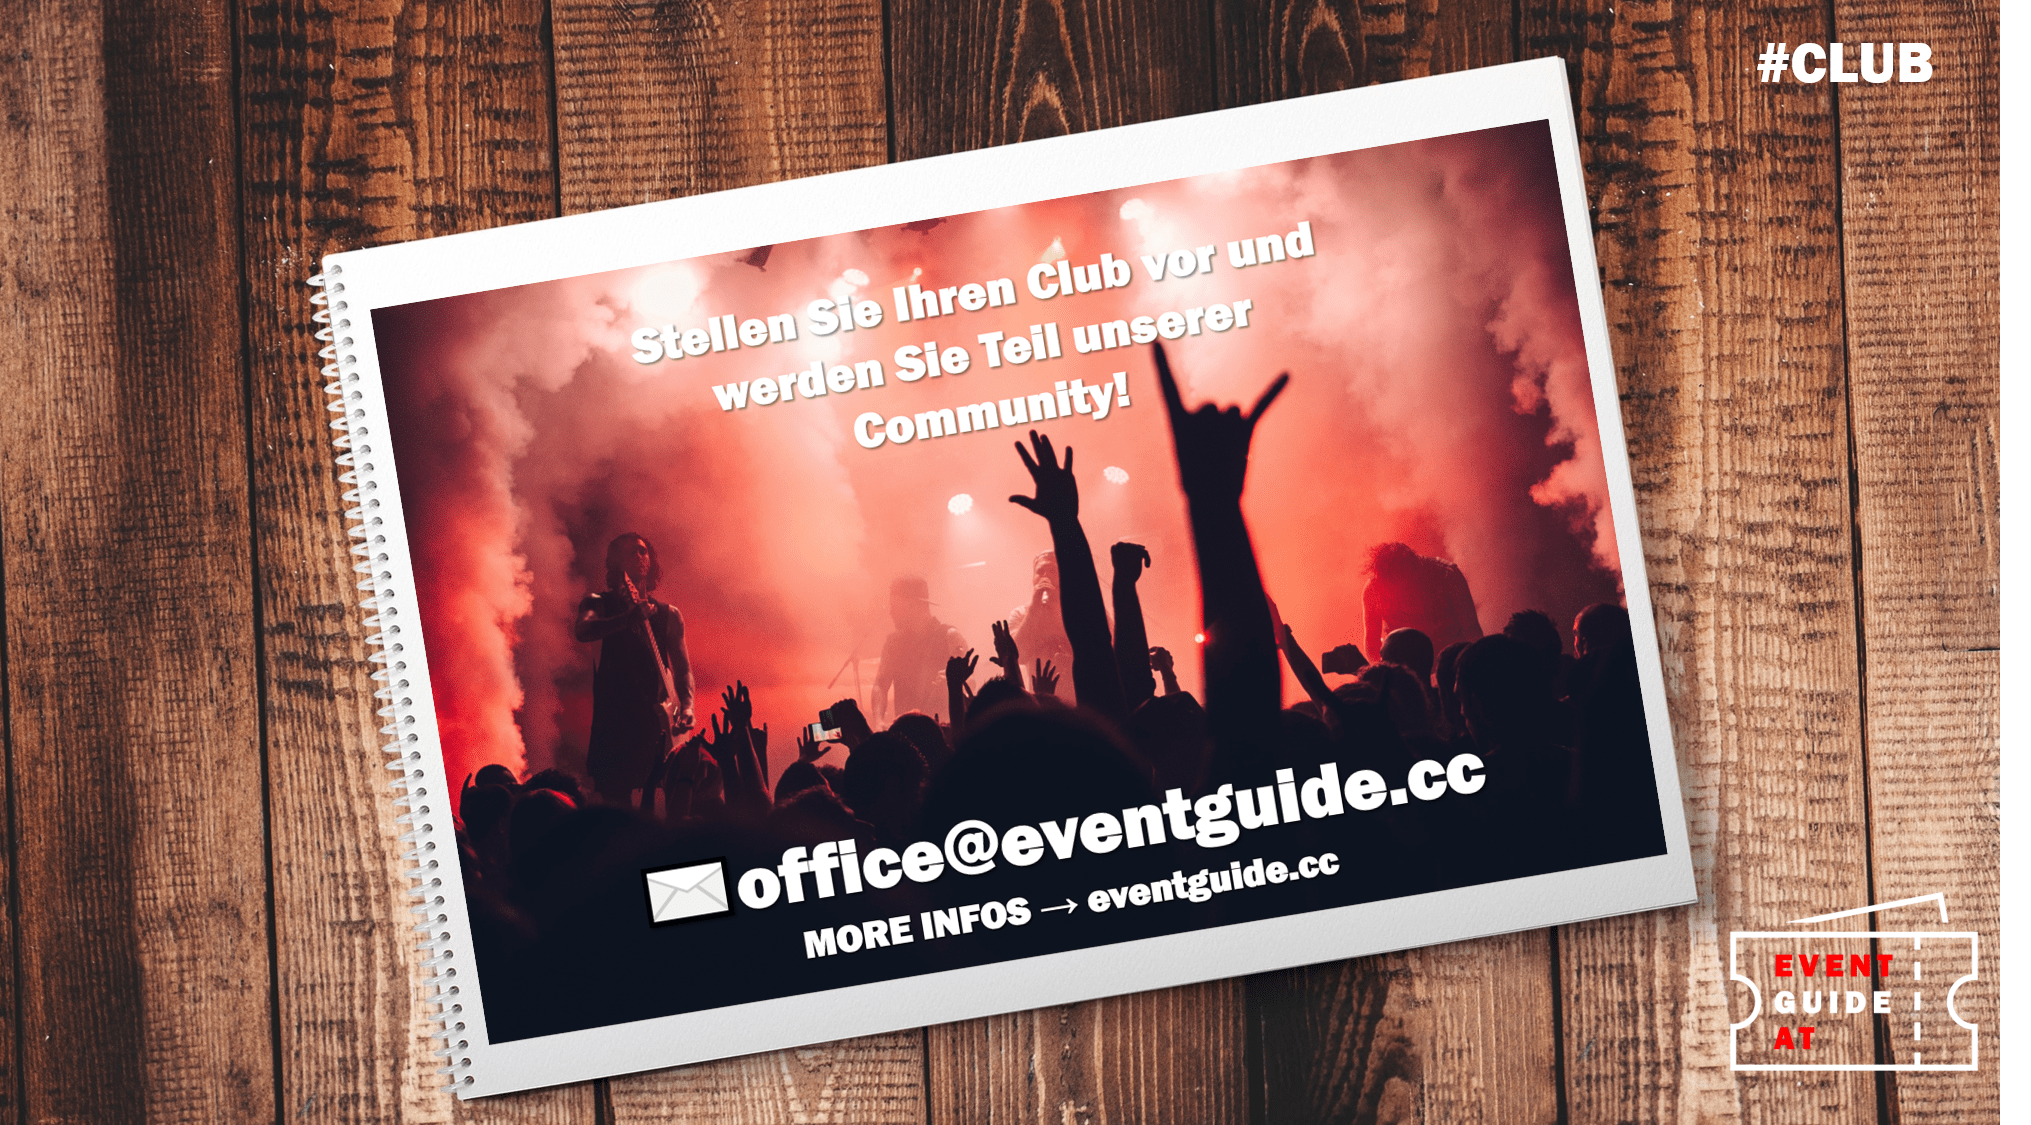 #CLUB
Stellen Sie Ihren Club vor und
werden Sie Teil unserer
Community!
office@eventguide.cc
MORE INFOS → eventguide.cc
EVENT
GUIDE
AT